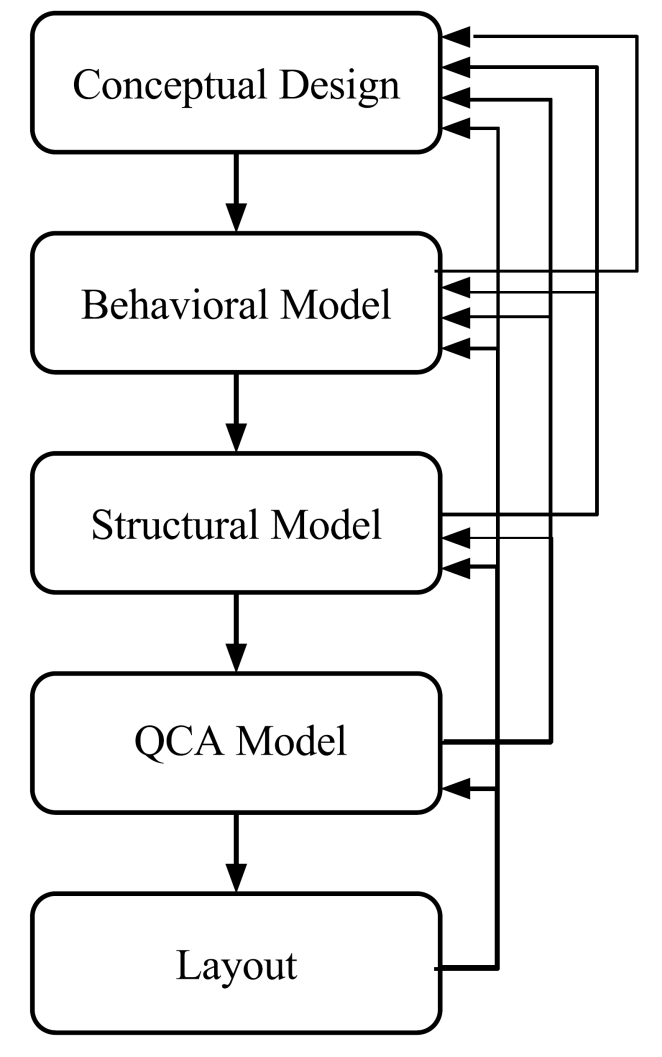 Conceptual Design
Behavioral Model
Structural Model
QCA Model
Layout